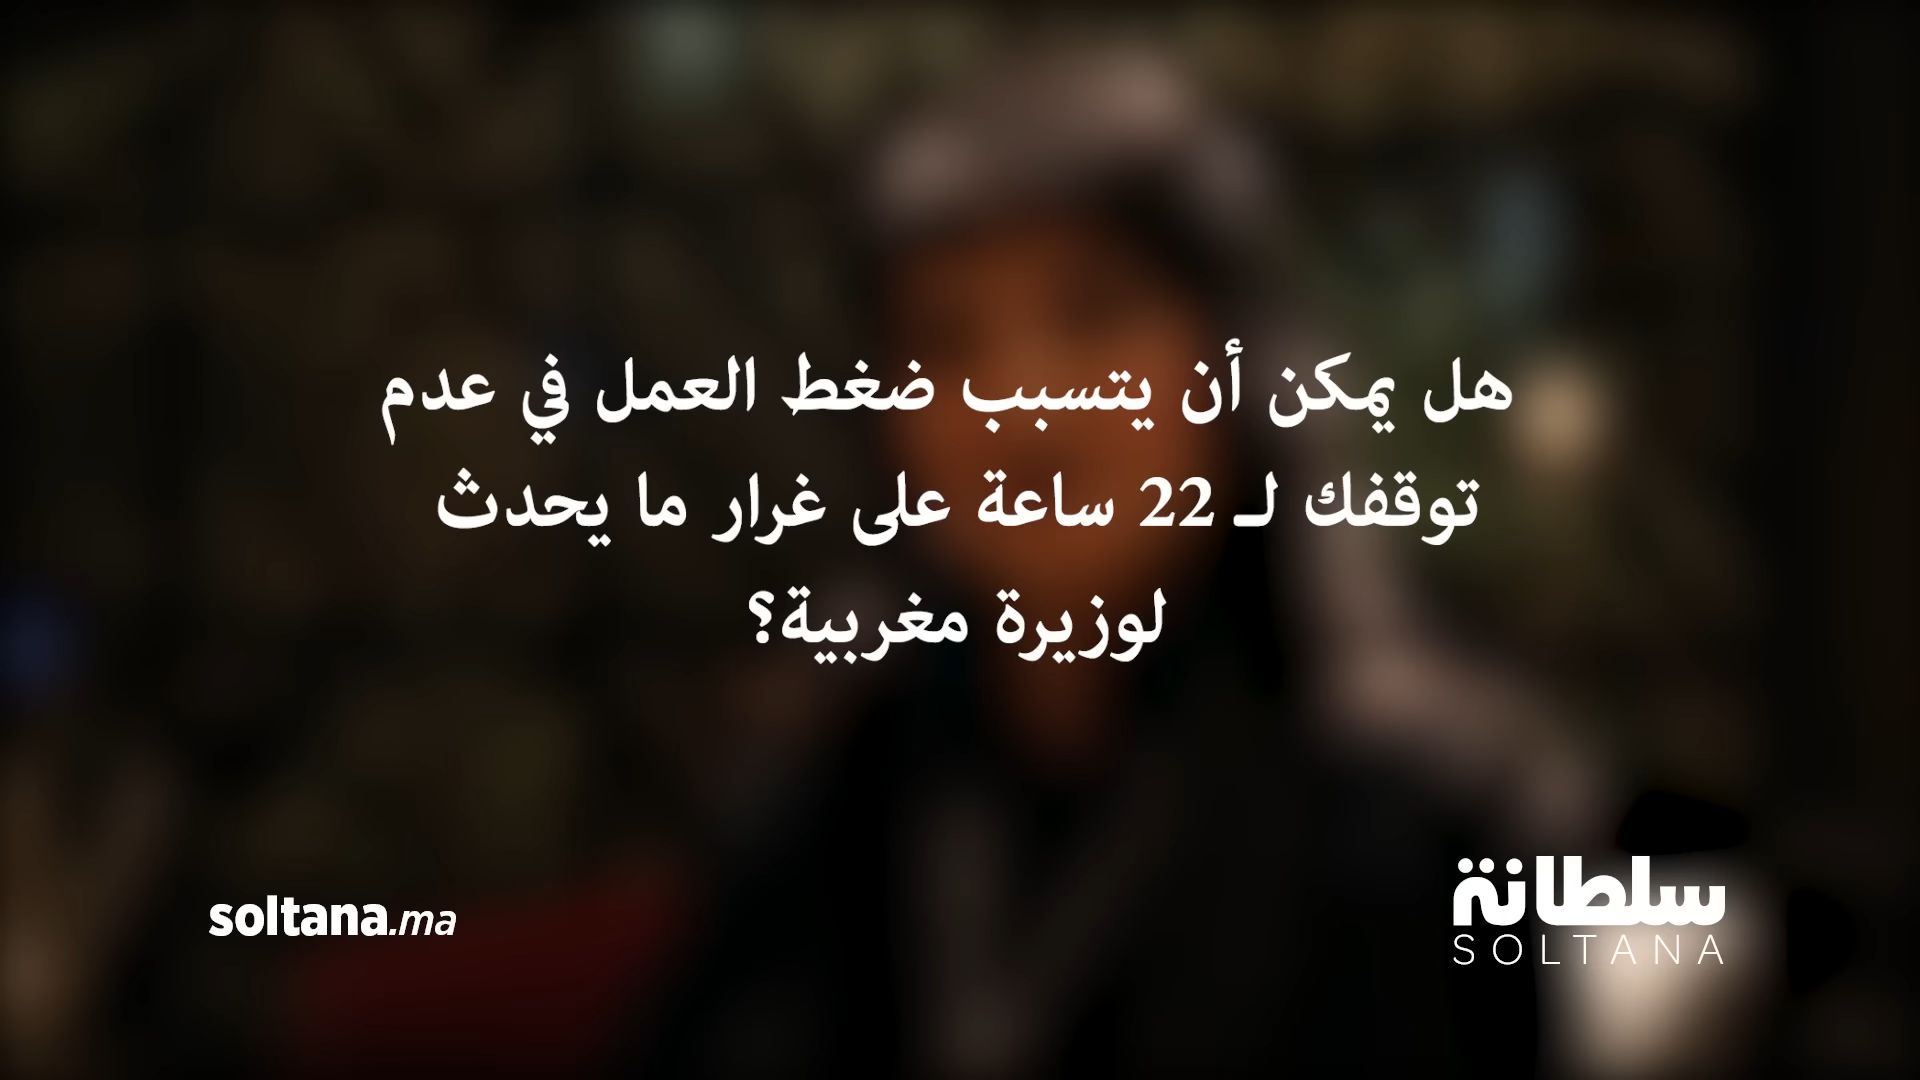 هل يمكن أن يتسبب ضغط العمل في عدم
توقفك لـ 22 ساعة على غرار ما يحدث
لوزيرة مغربية؟
سلطانة
SOLTANA
soltana.ma